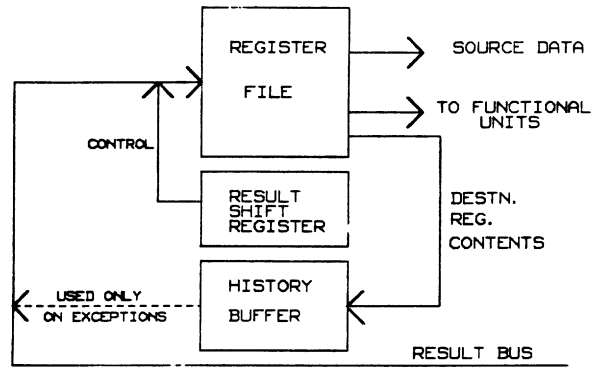 REGISTER
FILE
SOURCE DATA
TO FUNCTIONAL
UNITS
CONTROL
RESULT
SHIFT
REGISTER
DESTN.
REG.
CONTENTS
HISTORY
BUFFER
USED ONLY
ON EXCEPTIONS
RESULT BUS